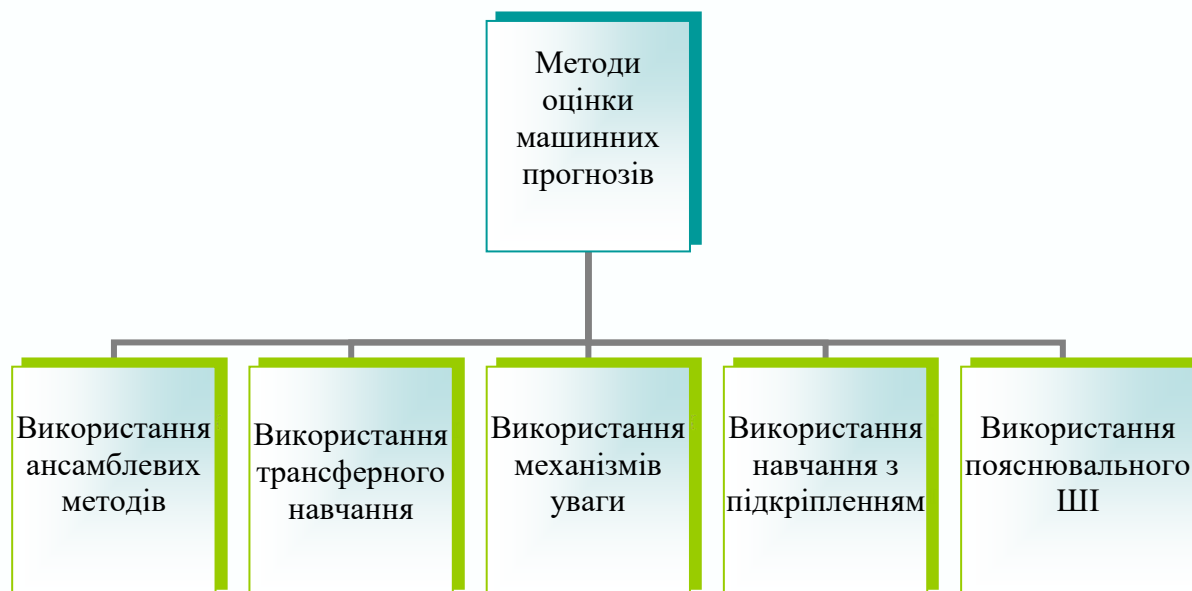 Методи
оцінки
машинних
прогнозів
Використання
ансамблевих
методів
Використання
трансферного
навчання
Використання
механізмів
уваги
Використання
навчання з
підкріпленням
Використання
пояснювального
ШІ